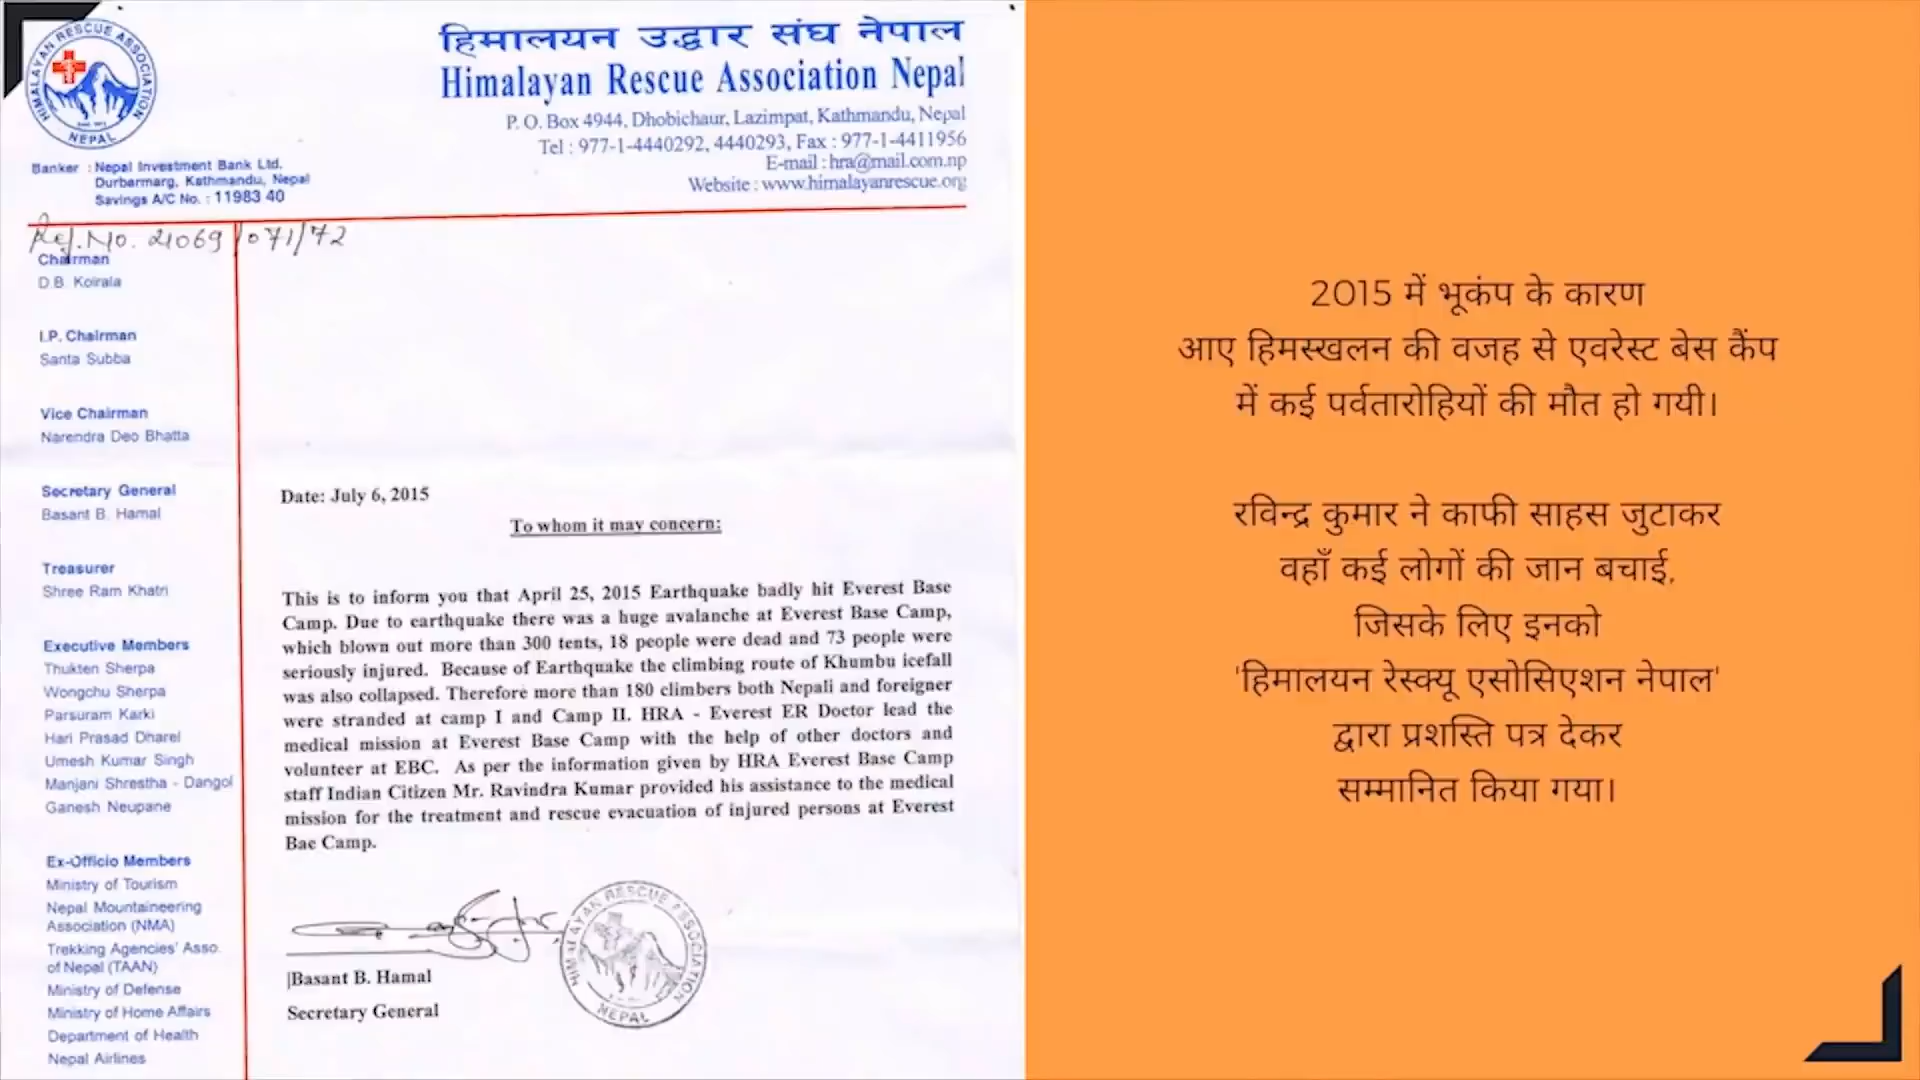 HIMALAYAN RESCUE ASSOCIATION
NEPAL
हिमालयन उद्धार संघ नेपाल
Himalayan Rescue Association Nepal
P. O. Box 4944, Dhobichaur, Lazimpat, Kathmandu, Nepal
Tel : 977-1-4440292, 4440293, Fax : 977-1-4411956
E-mail : hra@mail.com.np
Website : www.himalayanrescue.org
Banker : Nepal Investment Bank Ltd.
Durbarmarg, Kathmandu, Nepal
Savings A/C No. : 11983 40
Ref. No. 21069/071/72
Chairman
D.B. Koirala
I.P. Chairman
Santa Subba
Vice Chairman
Narendra Deo Bhatta
Secretary General
Basant B. Hamal
Treasurer
Shree Ram Khatri
Executive Members
Thukten Sherpa
Wongchu Sherpa
Parsuram Karki
Hari Prasad Dharel
Umesh Kumar Singh
Manjani Shrestha - Dangol
Ganesh Neupane
Ex-Officio Members
Ministry of Tourism
Nepal Mountaineering
Association (NMA)
Trekking Agencies' Asso.
of Nepal (TAAN)
Ministry of Defense
Ministry of Home Affairs
Department of Health
Nepal Airlines
Date: July 6, 2015
To whom it may concern:
This is to inform you that April 25, 2015 Earthquake badly hit Everest Base
Camp. Due to earthquake there was a huge avalanche at Everest Base Camp,
which blown out more than 300 tents, 18 people were dead and 73 people were
seriously injured. Because of Earthquake the climbing route of Khumbu icefall
was also collapsed. Therefore more than 180 climbers both Nepali and foreigner
were stranded at camp I and Camp II. HRA - Everest ER Doctor lead the
medical mission at Everest Base Camp with the help of other doctors and
volunteer at EBC. As per the information given by HRA Everest Base Camp
staff Indian Citizen Mr. Ravindra Kumar provided his assistance to the medical
mission for the treatment and rescue evacuation of injured persons at Everest
Bae Camp.
HIMALAYAN RESCUE ASSOCIATION
NEPAL
Basant B. Hamal
Secretary General
2015 में भूकंप के कारण
आए हिमस्खलन की वजह से एवरेस्ट बेस कैंप
में कई पर्वतारोहियों की मौत हो गयी।
रविन्द्र कुमार ने काफी साहस जुटाकर
वहाँ कई लोगों की जान बचाई,
जिसके लिए इनको
'हिमालयन रेस्क्यू एसोसिएशन नेपाल'
द्वारा प्रशस्ति पत्र देकर
सम्मानित किया गया।